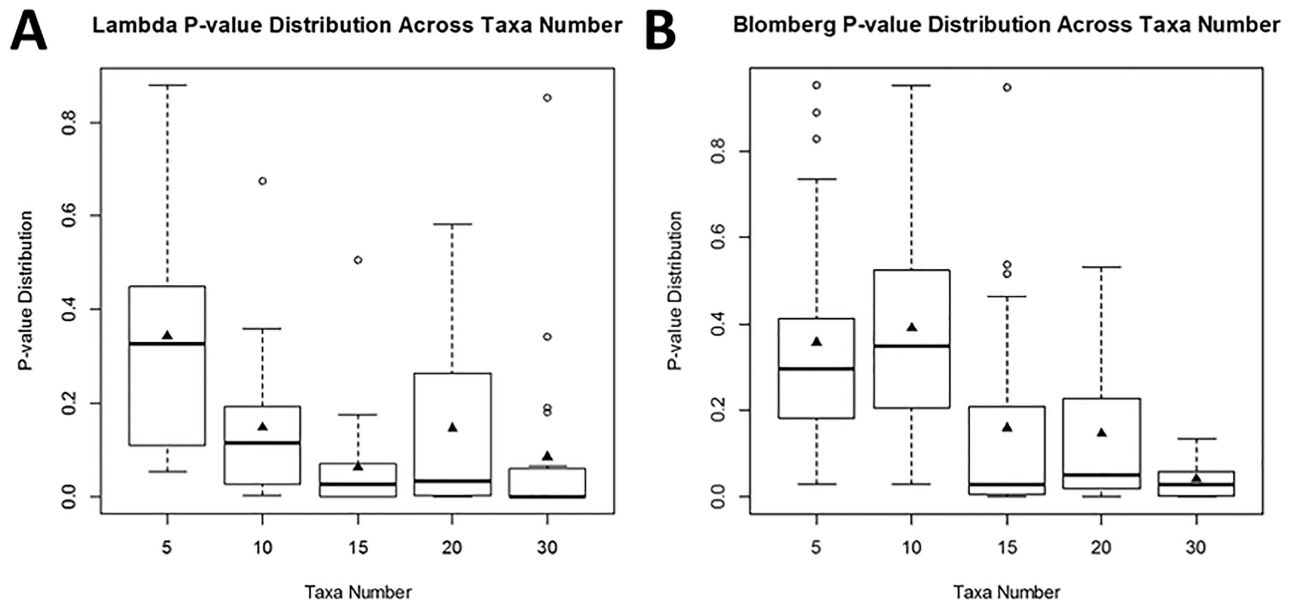 A
Lambda P-value Distribution Across Taxa Number
P-value Distribution
0.8
0.6
0.4
0.2
0.0
5 10 15 20 30
Taxa Number
B
Blomberg P-value Distribution Across Taxa Number
P-value Distribution
0.8
0.6
0.4
0.2
0.0
5 10 15 20 30
Taxa Number